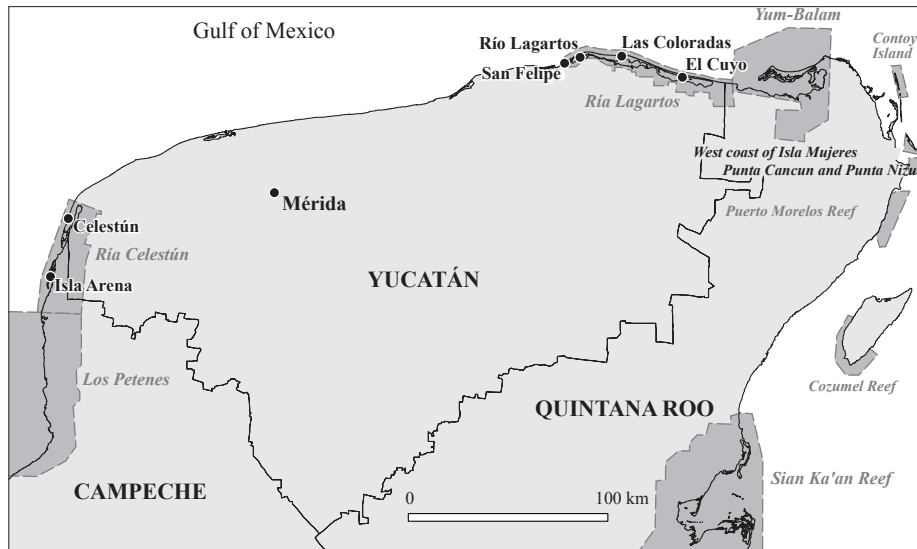 Yum-Balam
Gulf of Mexico
Contoy
Island
Río Lagartos
Las Coloradas
San Felipe
El Cuyo
Ría Lagartos
West coast of Isla Mujeres
Punta Cancun and Punta Nizu
Mérida
Puerto Morelos Reef
Celestún
Ría Celestún
Isla Arena
YUCATÁN
Los Petenes
Cozumel Reef
QUINTANA ROO
Sian Ka'an Reef
CAMPECHE
0
100 km